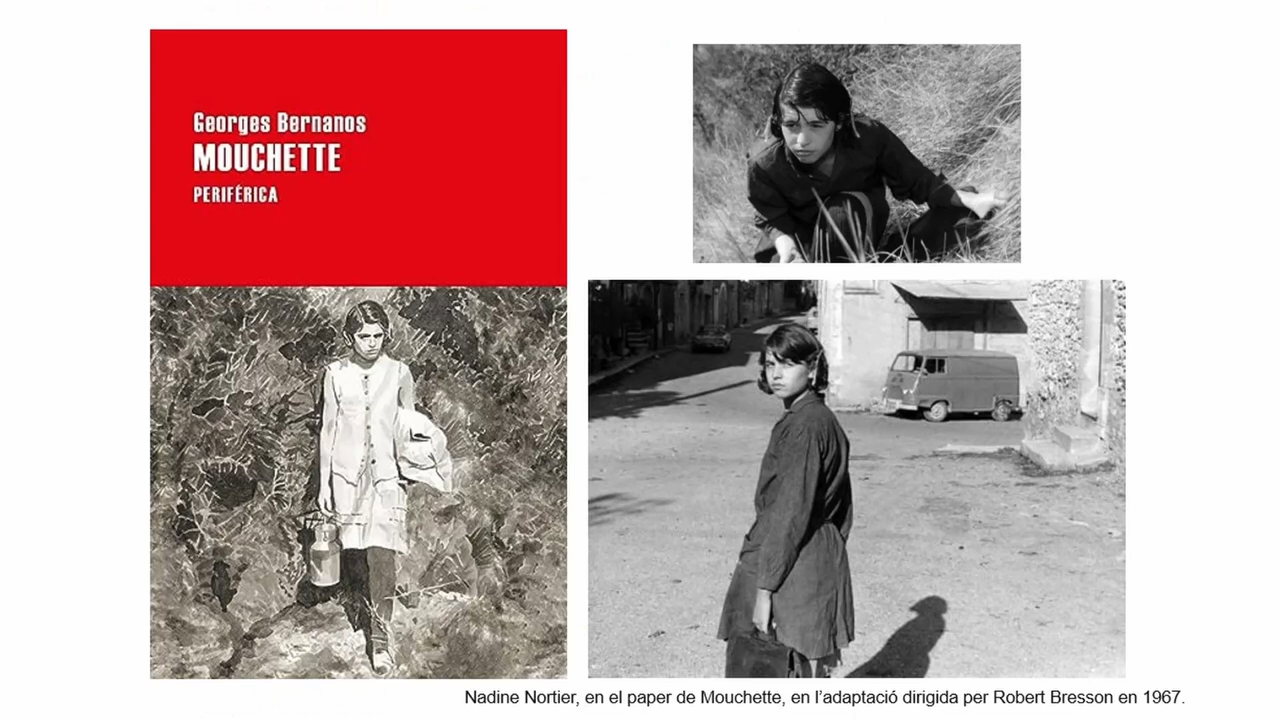 Georges Bernanos
MOUCHETTE
PERIFÉRICA
Nadine Nortier, en el paper de Mouchette, en l'adaptació dirigida per Robert Bresson en 1967.